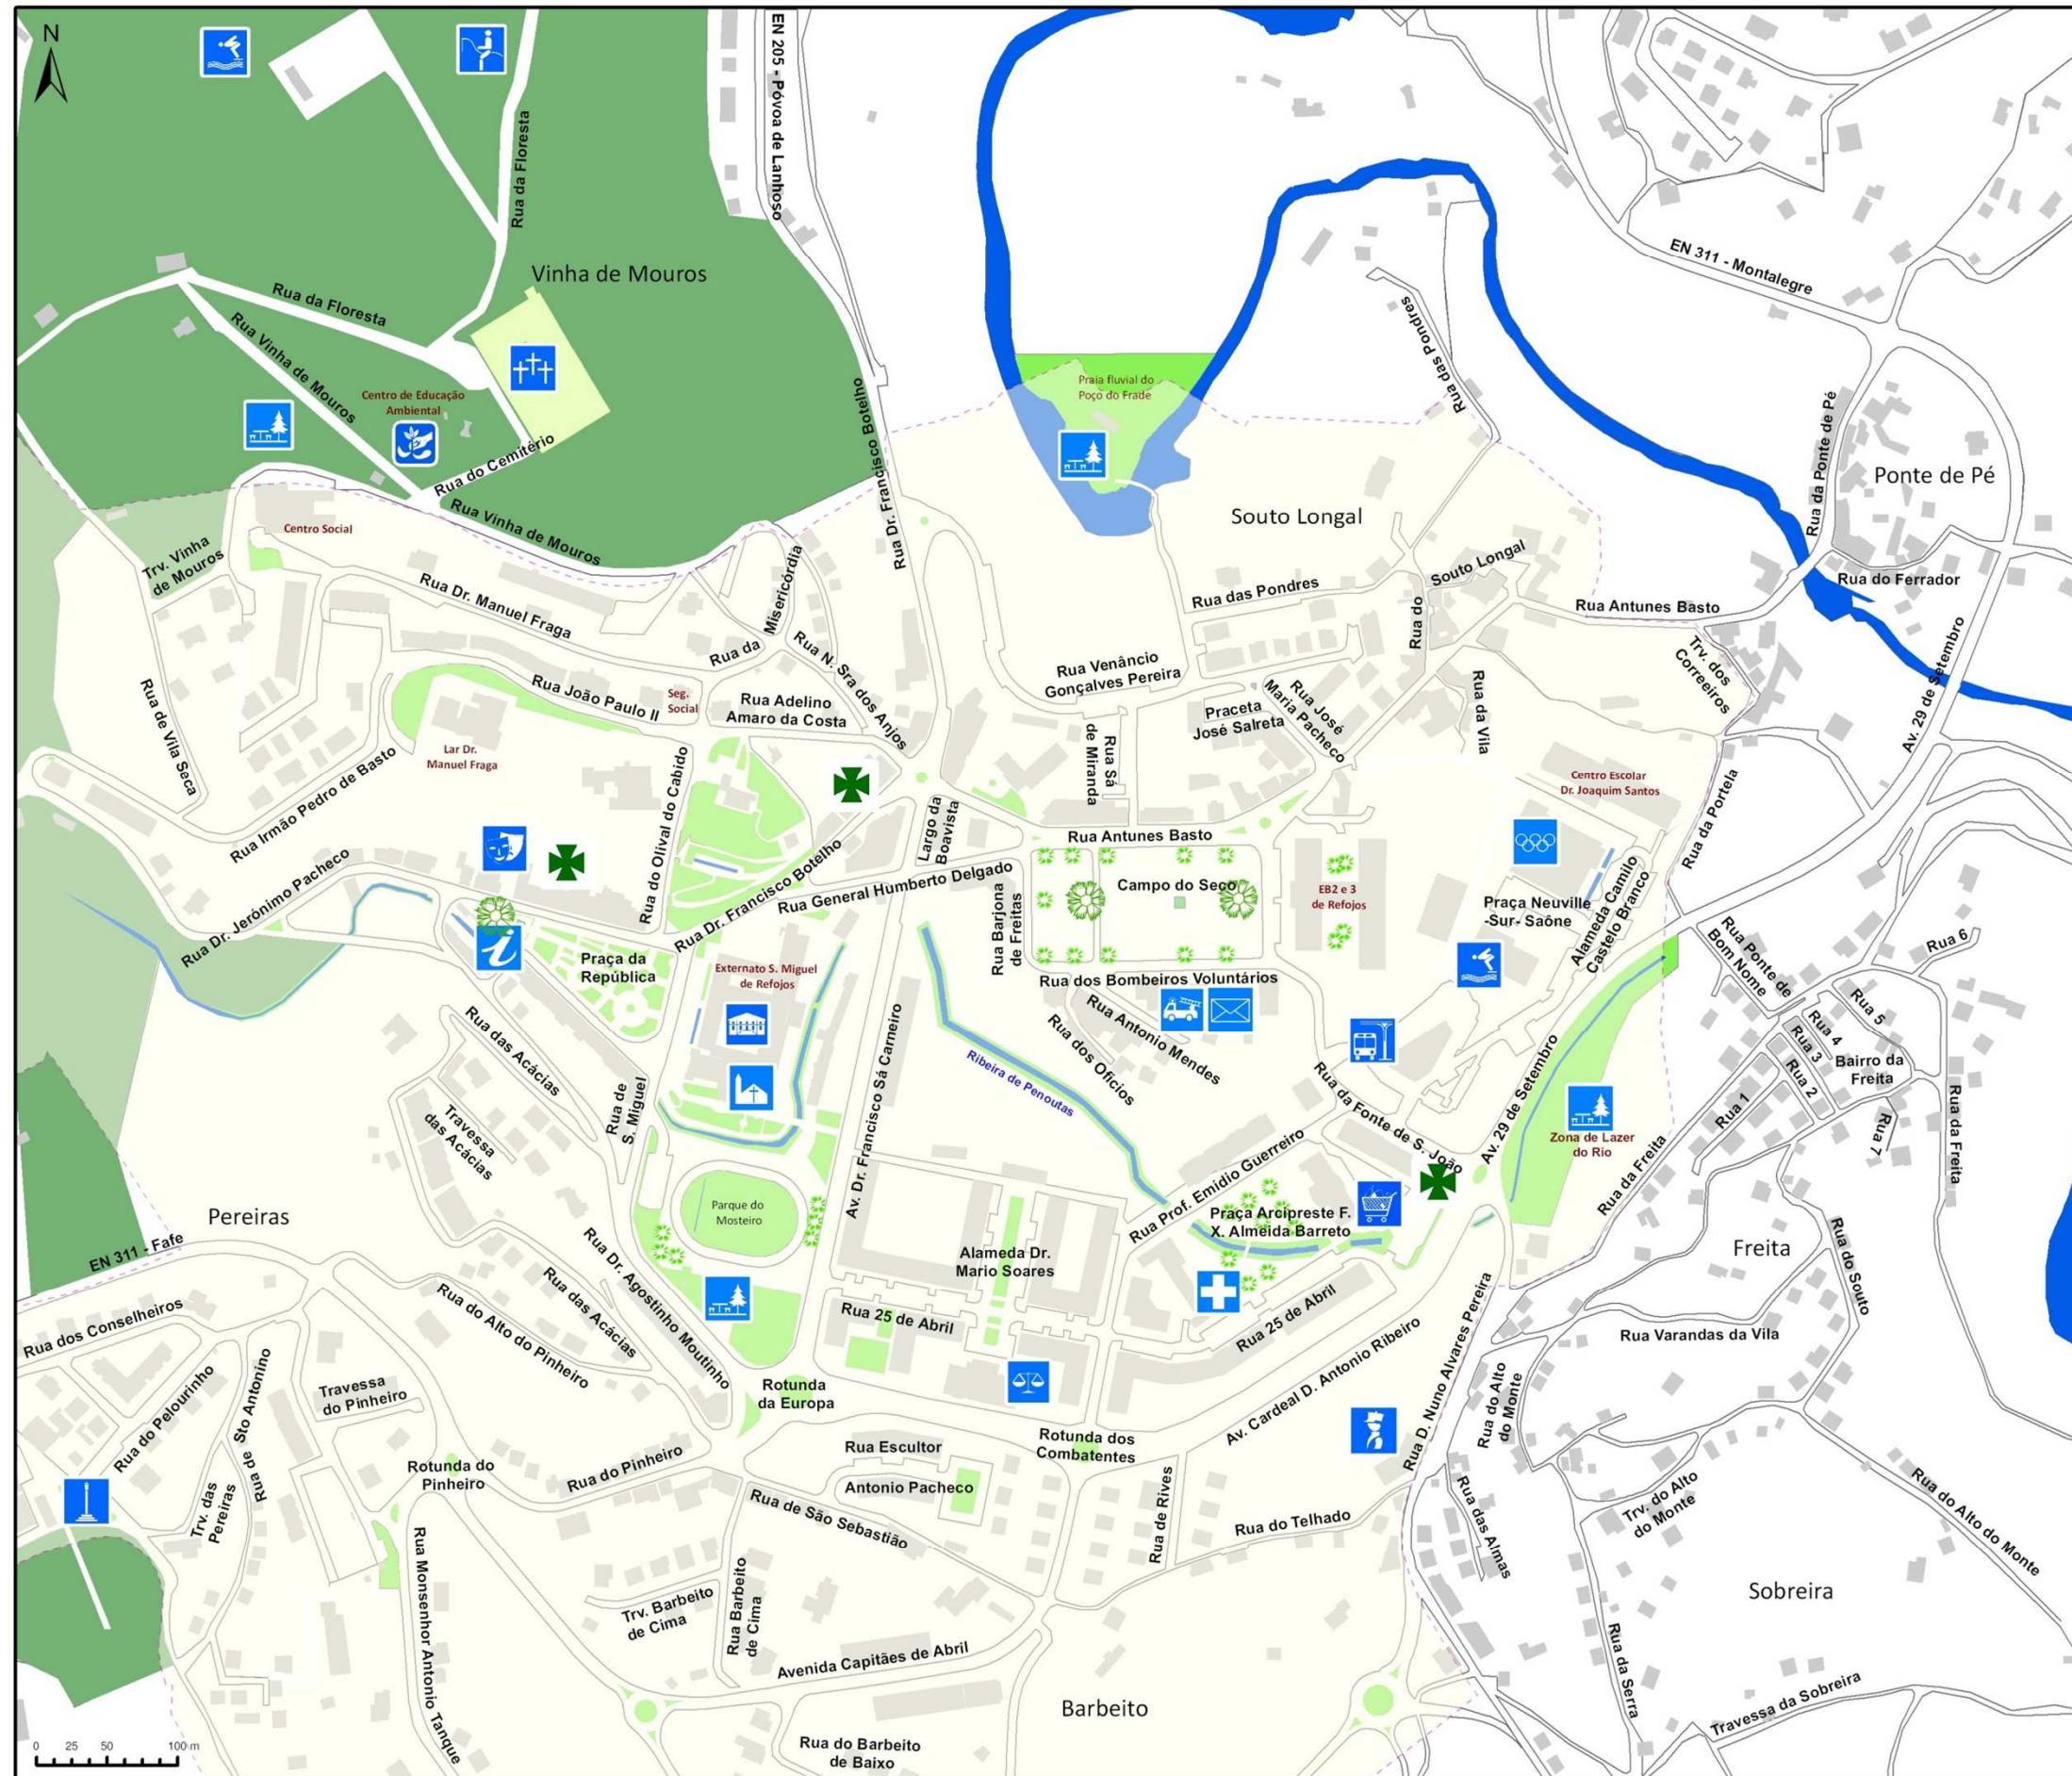 N
EN 205 - Póvoa de Lanhoso
Rua da Floresta
Vinha de Mouros
Rua da Floresta
Rua Vinha de Mouros
Centro de Educação
Ambiental
Rua do Cemitério
Rua Vinha de Mouros
Rua Dr. Francisco Botelho
Praia fluvial do
Poço do Frade
Rua das Pondres
EN 311 - Montalegre
Rua da Ponte de Pé
Ponte de Pé
Souto Longal
Centro Social
Trv. Vinha
de Mouros
Rua Dr. Manuel Fraga
Rua da
Misericórdia
Rua N. Sra dos Anjos
Rua das Pondres
Rua do
Souto Longal
Rua Antunes Basto
Rua do Ferrador
Trv. dos
Correeiros
Av. 29 de Setembro
Rua de Vila Seca
Rua João Paulo II
Seg.
Social
Rua Adelino
Amaro da Costa
Rua Venâncio
Gonçalves Pereira
Praceta
José Salreta
Rua José
Maria Pacheco
Rua da Vila
Lar Dr.
Manuel Fraga
Rua Sá
de Miranda
Centro Escolar
Dr. Joaquim Santos
Rua da Portela
Rua Irmão Pedro de Basto
Rua do Olival do Cabido
Largo da
Boavista
Rua Antunes Basto
Rua Dr. Jerónimo Pacheco
Rua Dr. Francisco Botelho
Rua General Humberto Delgado
Campo do Seco
EB2 e 3
de Refojos
Praça Neuville
-Sur- Saône
Alameda Camilo
Castelo Branco
Rua Barjona
de Freitas
Praça da
República
Externato S. Miguel
de Refojos
Rua dos Bombeiros Voluntários
Rua Antonio Mendes
Rua dos Ofícios
Rua Ponte de
Bom Nome
Rua 6
Rua 5
Rua 4
Rua 3
Rua 2
Rua 1
Bairro da
Freita
Rua 7
Rua da Freita
Rua das Acácias
Rua de
S. Miguel
Travessa
das Acácias
Av. Dr. Francisco Sá Carneiro
Ribeira de Penoutas
Rua da Fonte de S. João
Av. 29 de Setembro
Zona de Lazer
do Rio
Rua da Freita
Rua Prof. Emidio Guerreiro
Praça Arcipreste F.
X. Almeida Barreto
Parque do
Mosteiro
Pereiras
EN 311 - Fafe
Alameda Dr.
Mario Soares
Freita
Rua do Souto
Rua Dr. Agostinho Moutinho
Rua das Acácias
Rua do Alto do Pinheiro
Rua dos Conselheiros
Rua 25 de Abril
Rua 25 de Abril
Av. Cardeal D. Antonio Ribeiro
Rua D. Nuno Alvares Pereira
Rua Varandas da Vila
Rua do Alto
do Monte
Rua do Pelourinho
Rua de Sto Antonino
Travessa
do Pinheiro
Rotunda
da Europa
Rotunda dos
Combatentes
Rua Escultor
Antonio Pacheco
Rotunda do
Pinheiro
Rua do Pinheiro
Trv. das
Pereiras
Rua de São Sebastião
Rua de Rives
Rua do Telhado
Rua das Almas
Trv. do Alto
do Monte
Rua do Alto do Monte
Sobreira
Rua Monsenhor Antonio Tanque
Trv. Barbeito
de Cima
Rua Barbeito
de Cima
Avenida Capitães de Abril
Barbeito
Rua da Serra
Travessa da Sobreira
Rua do Barbeito
de Baixo
0 25 50 100 m